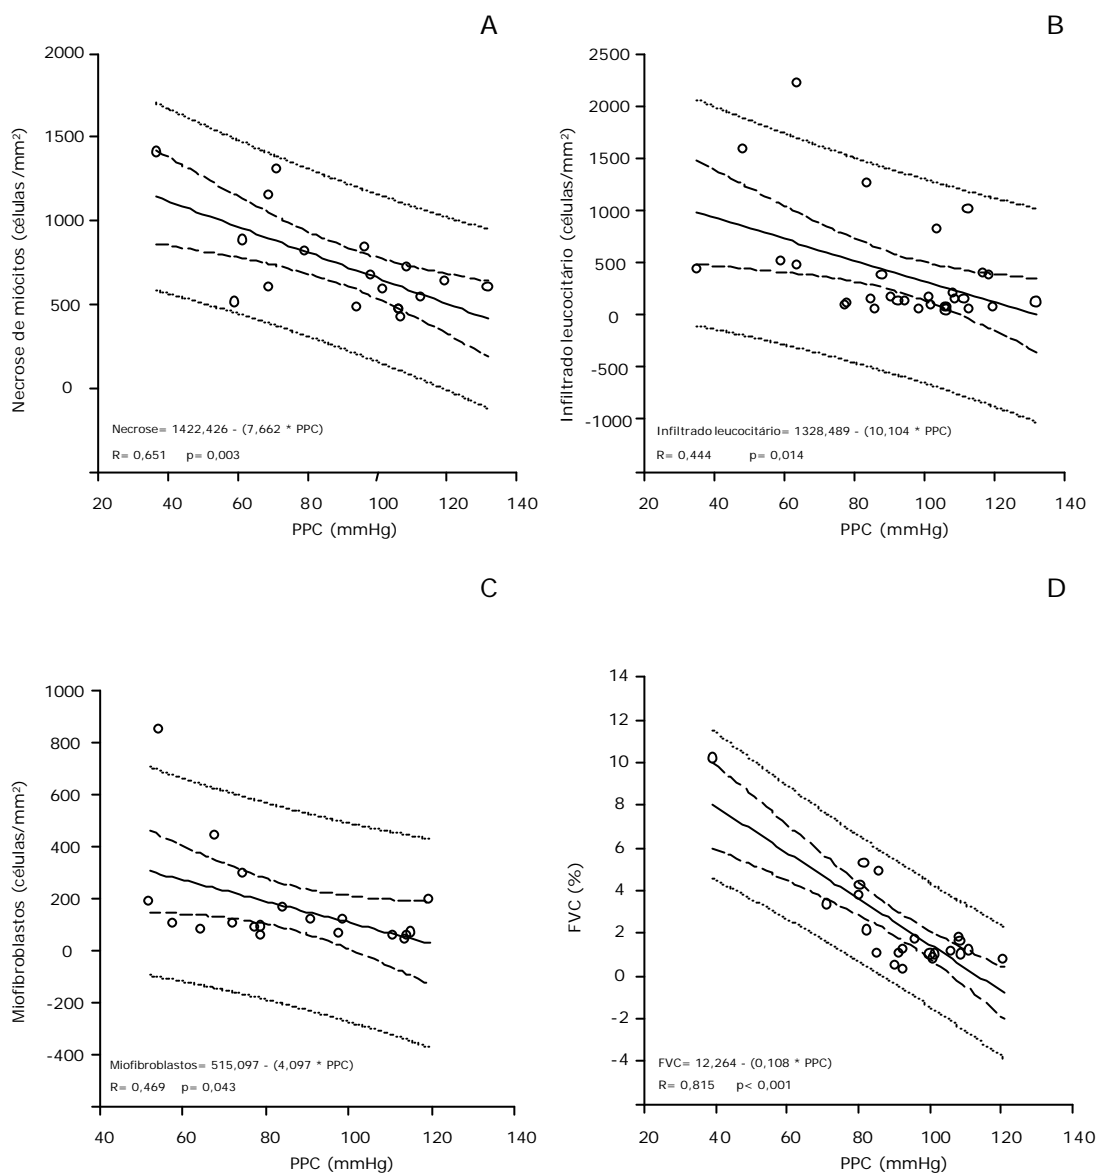 A
2000
1500
1000
500
0
Necrose de miócitos (células /mm²)
Necrose= 1422,426 - (7,662 * PPC)
R= 0,651 p= 0,003
20 40 60 80 100 120 140
PPC (mmHg)
B
2500
2000
1500
1000
500
0
-500
-1000
Infiltrado leucocitário (células/mm²)
Infiltrado leucocitário= 1328,489 - (10,104 * PPC)
R= 0,444 p= 0,014
20 40 60 80 100 120 140
PPC (mmHg)
C
1000
800
600
400
200
0
-200
-400
Miofibroblastos (células/mm²)
Miofibroblastos= 515,097 - (4,097 * PPC)
R= 0,469 p= 0,043
40 60 80 100 120 140
PPC (mmHg)
D
14
12
10
8
6
4
2
0
-2
-4
FVC (%)
FVC= 12,264 - (0,108 * PPC)
R= 0,815 p< 0,001
20 40 60 80 100 120 140
PPC (mmHg)